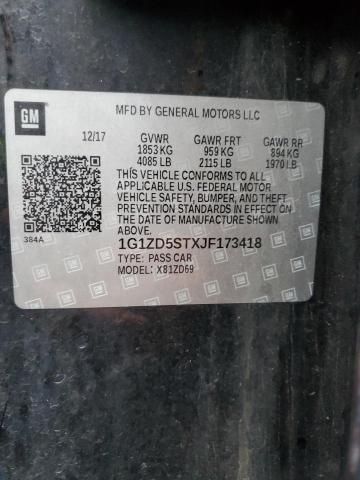 GM
MFD BY GENERAL MOTORS LLC
12/17 GVWR GAWR FRT GAWR RR
1853 KG 959 KG 894 KG
4085 LB 2115 LB 1970 LB
THIS VEHICLE CONFORMS TO ALL
APPLICABLE U.S. FEDERAL MOTOR
VEHICLE SAFETY, BUMPER, AND THEFT
PREVENTION STANDARDS IN EFFECT
ON THE DATE OF MANUFACTURE
SHOWN ABOVE.
384A
1G1ZD5STXJF173418
TYPE: PASS CAR
MODEL: X81ZD69